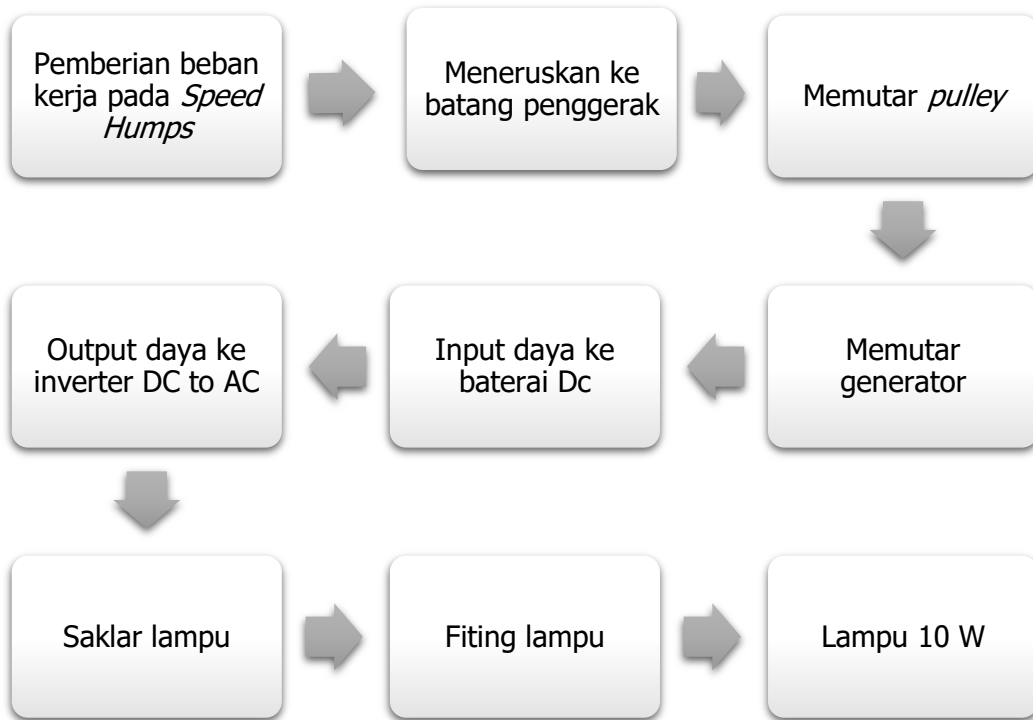 Pemberian beban
kerja pada Speed
Humps
Meneruskan ke
batang penggerak
Memutar pulley
Memutar
generator
Input daya ke
baterai Dc
Output daya ke
inverter DC to AC
Saklar lampu
Fiting lampu
Lampu 10 W